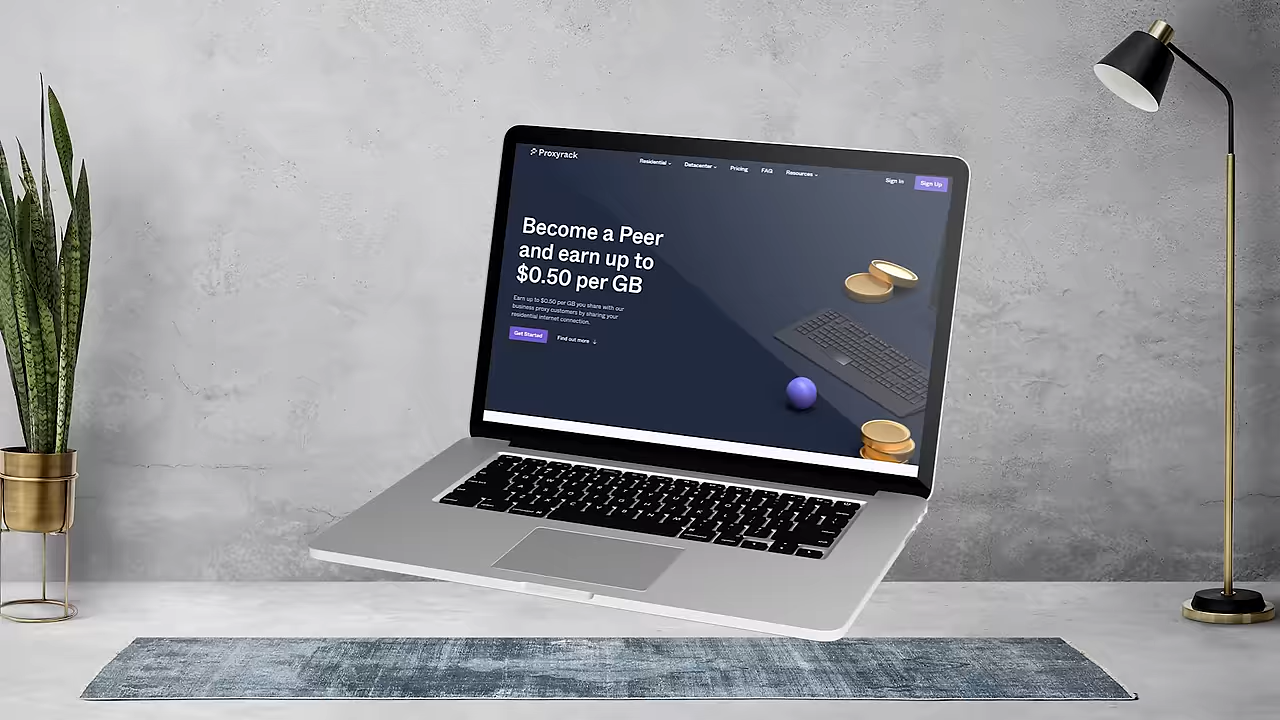 Proxyrack
Residential
Datacenter
Pricing
FAQ
Resources
Sign In
Sign Up
Become a Peer
and earn up to
$0.50 per GB
Earn up to $0.50 per GB you share with our
business proxy customers by sharing your
residential internet connection.
Get Started
Find out more